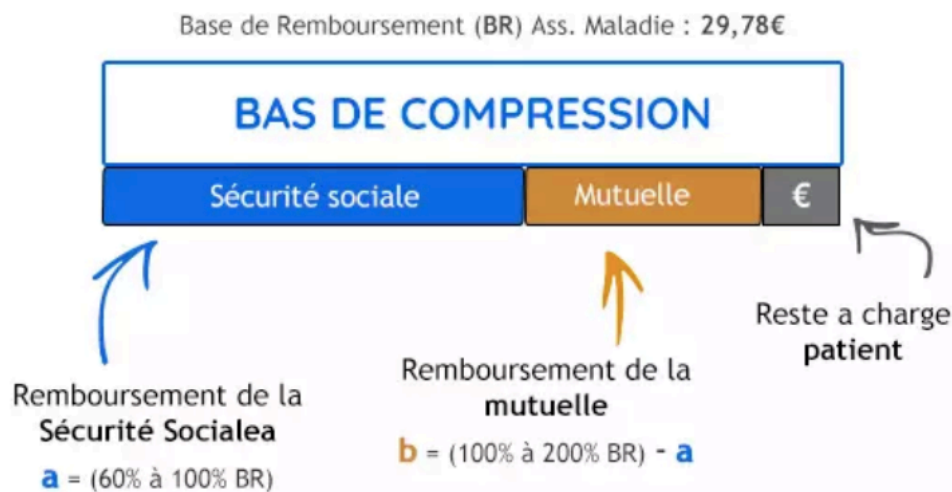 Base de Remboursement (BR) Ass. Maladie : 29,78€
BAS DE COMPRESSION
Sécurité sociale
Mutuelle
€
Reste a charge
patient
Remboursement de la
Sécurité Socialea
a = (60% à 100% BR)
Remboursement de la
mutuelle
b = (100% à 200% BR) - a